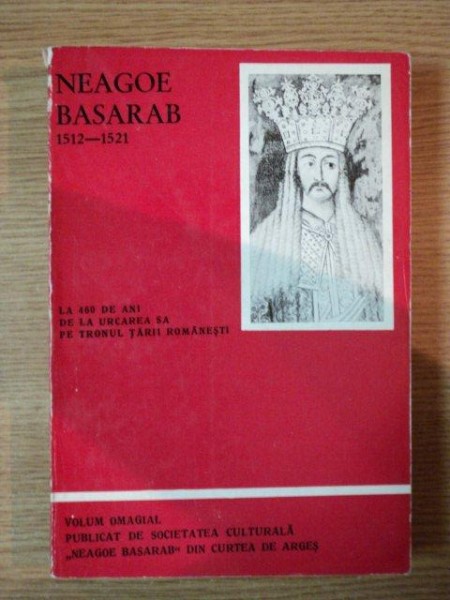 NEAGOE
BASARAB
1512—1521
LA 460 DE ANI
DE LA URCAREA SA
PE TRONUL ȚĂRII ROMÂNEȘTI
VOLUM OMAGIAL
PUBLICAT DE SOCIETATEA CULTURALĂ
„NEAGOE BASARAB“ DIN CURTEA DE ARGEȘ